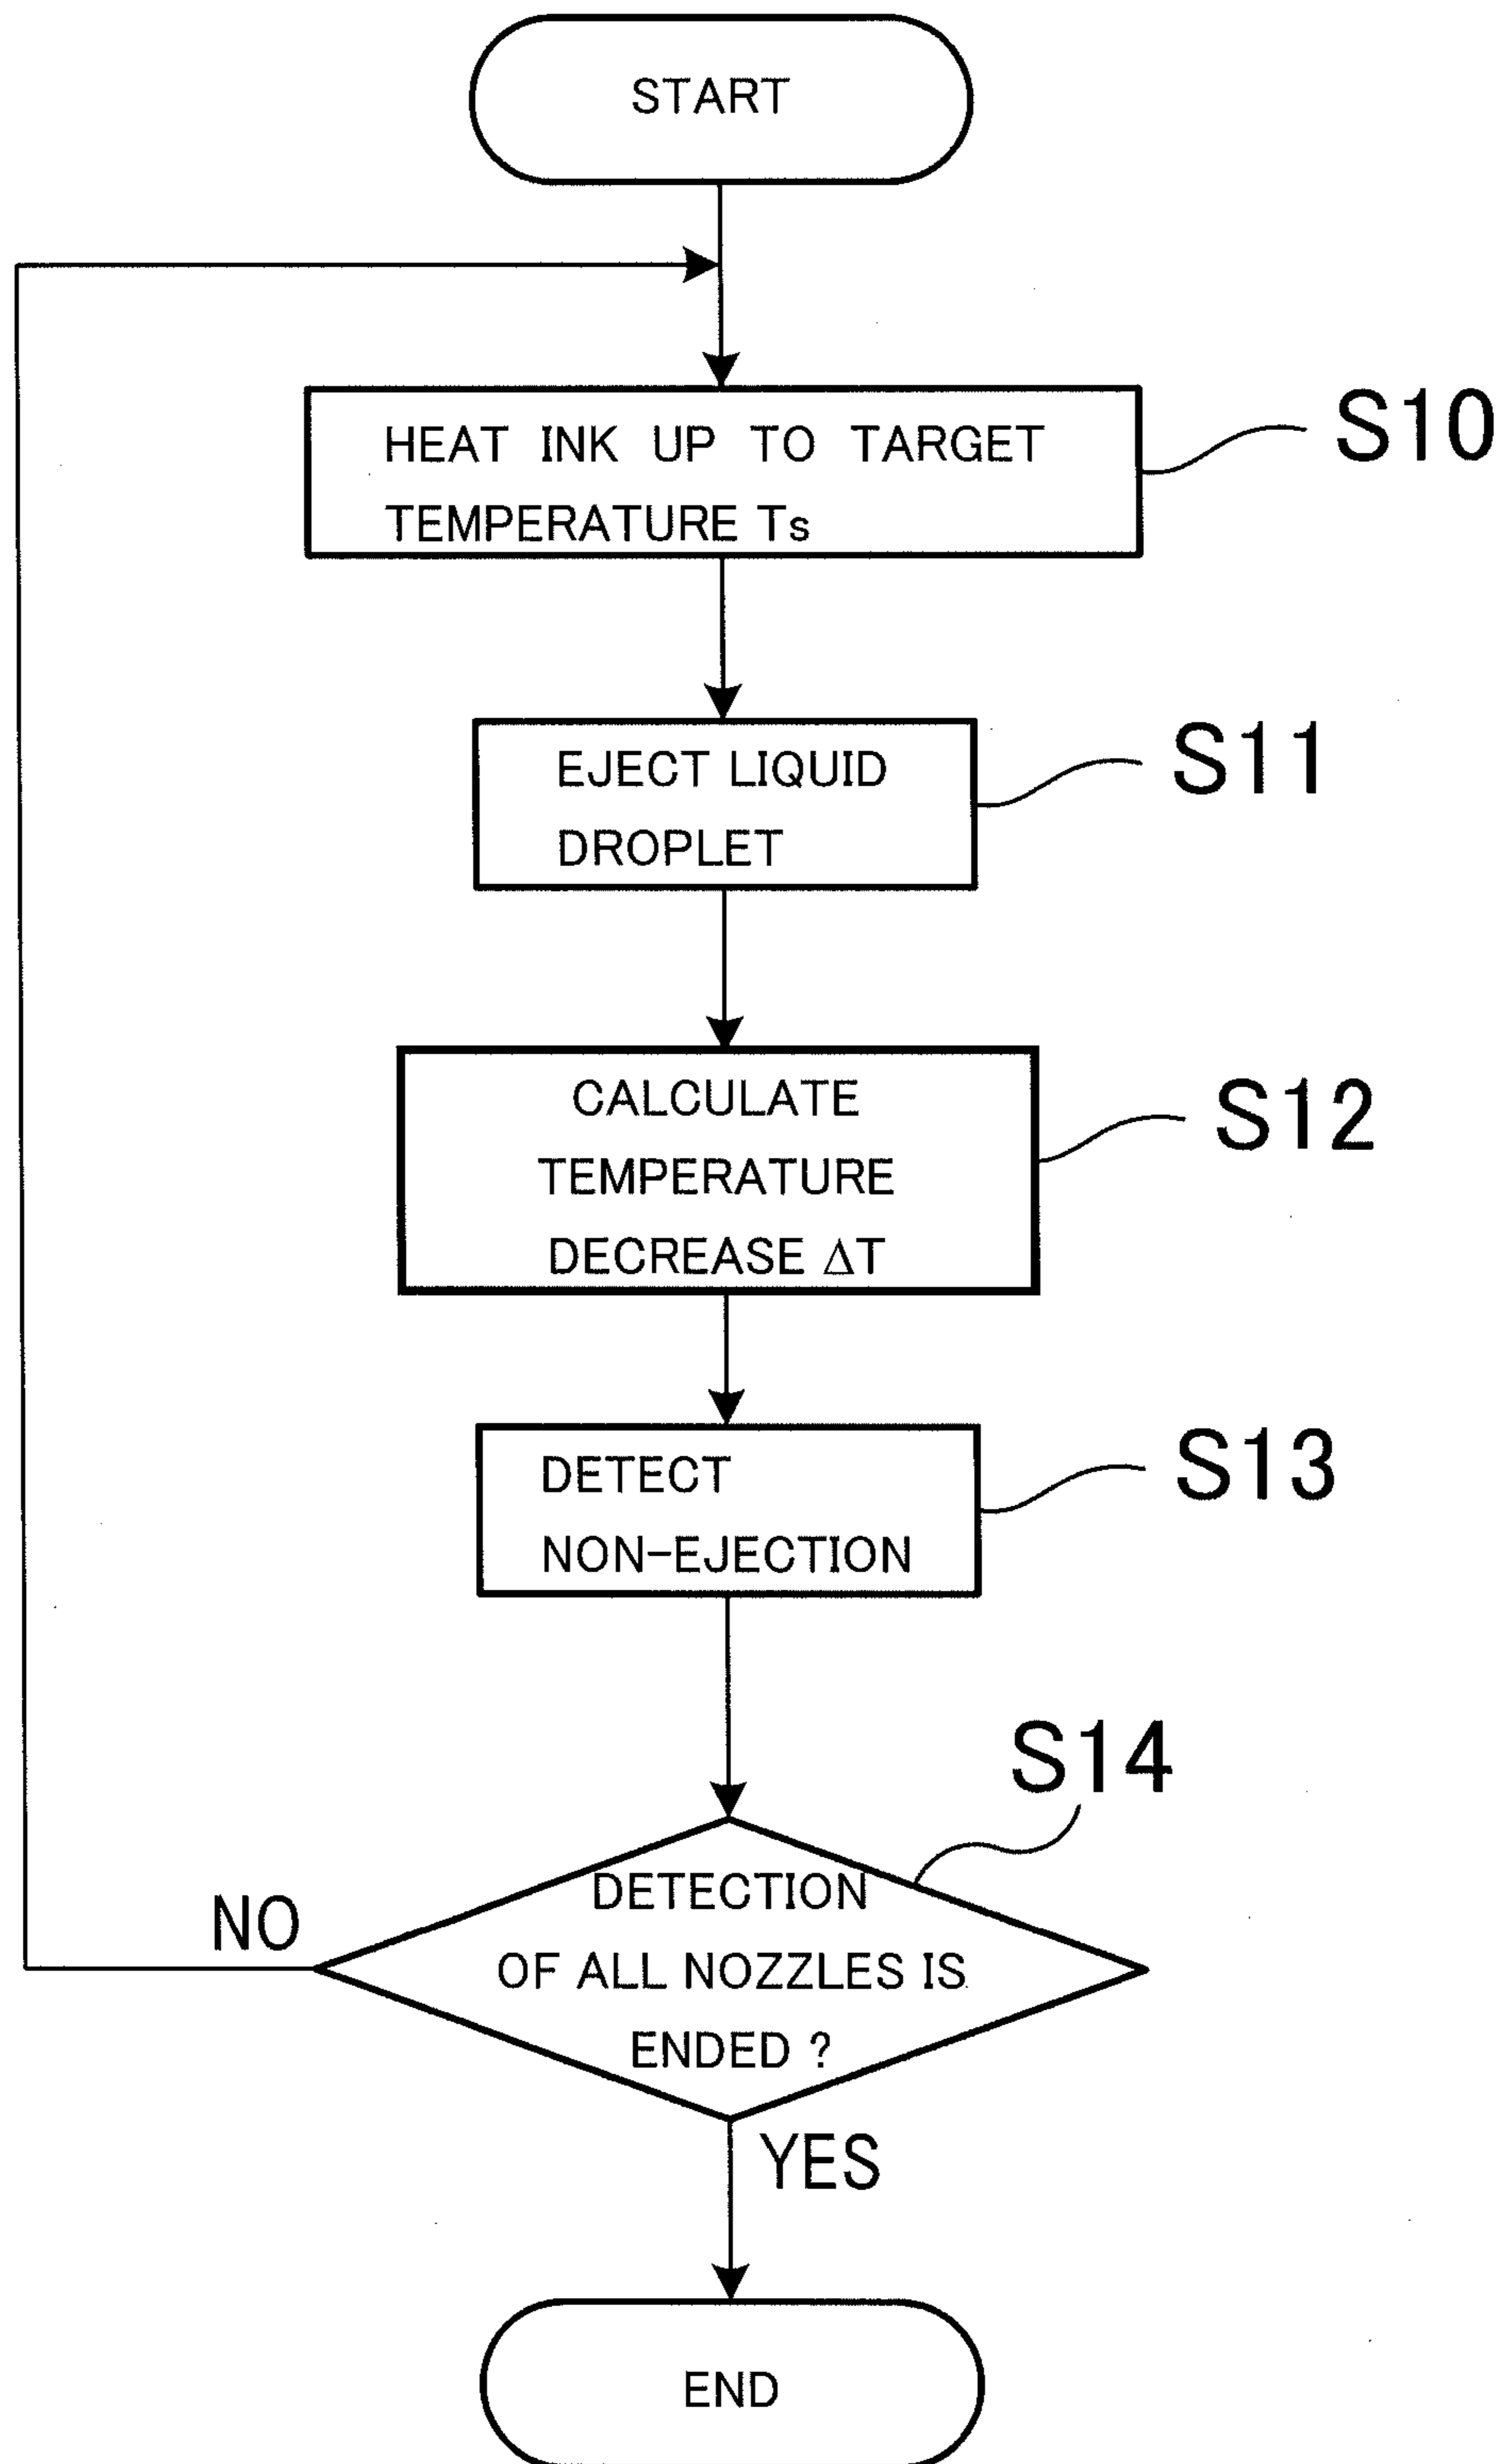 START
HEAT INK UP TO TARGET
TEMPERATURE Ts
S10
EJECT LIQUID
DROPLET
S11
CALCULATE
TEMPERATURE
DECREASE ΔT
S12
DETECT
NON-EJECTION
S13
S14
DETECTION
OF ALL NOZZLES IS
ENDED ?
NO
YES
END